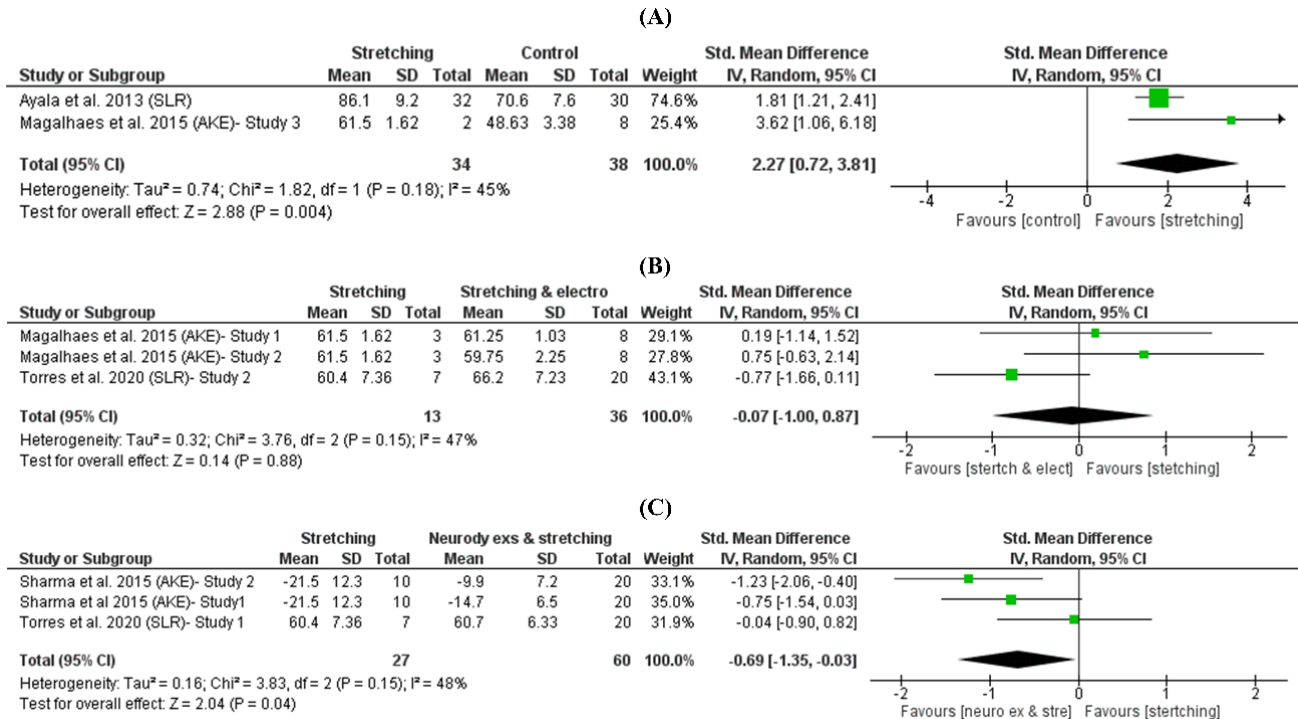 (A)
Stretching Control Std. Mean Difference Std. Mean Difference
Study or Subgroup Mean SD Total Mean SD Total Weight IV, Random, 95% CI IV, Random, 95% CI
Ayala et al. 2013 (SLR) 86.1 9.2 32 70.6 7.6 30 74.6% 1.81 [1.21, 2.41]
Magalhaes et al. 2015 (AKE)- Study 3 61.5 1.62 2 48.63 3.38 8 25.4% 3.62 [1.06, 6.18]
Total (95% CI) 34 38 100.0% 2.27 [0.72, 3.81]
Heterogeneity: Tau² = 0.74; Chi² = 1.82, df = 1 (P = 0.18); I² = 45%
Test for overall effect: Z = 2.88 (P = 0.004)
-4 -2 0 2 4
Favours [control] Favours [stretching]
(B)
Stretching Stretching & electro Std. Mean Difference Std. Mean Difference
Study or Subgroup Mean SD Total Mean SD Total Weight IV, Random, 95% CI IV, Random, 95% CI
Magalhaes et al. 2015 (AKE)- Study 1 61.5 1.62 3 61.25 1.03 8 29.1% 0.19 [-1.14, 1.52]
Magalhaes et al. 2015 (AKE)- Study 2 61.5 1.62 3 59.75 2.25 8 27.8% 0.75 [-0.63, 2.14]
Torres et al. 2020 (SLR)- Study 2 60.4 7.36 7 66.2 7.23 20 43.1% -0.77 [-1.66, 0.11]
Total (95% CI) 13 36 100.0% -0.07 [-1.00, 0.87]
Heterogeneity: Tau² = 0.32; Chi² = 3.76, df = 2 (P = 0.15); I² = 47%
Test for overall effect: Z = 0.14 (P = 0.88)
-2 -1 0 1 2
Favours [stertch & elect] Favours [stetching]
(C)
Stretching Neurody exs & stretching Std. Mean Difference Std. Mean Difference
Study or Subgroup Mean SD Total Mean SD Total Weight IV, Random, 95% CI IV, Random, 95% CI
Sharma et al. 2015 (AKE)- Study 2 -21.5 12.3 10 -9.9 7.2 20 33.1% -1.23 [-2.06, -0.40]
Sharma et al 2015 (AKE)- Study1 -21.5 12.3 10 -14.7 6.5 20 35.0% -0.75 [-1.54, 0.03]
Torres et al. 2020 (SLR)- Study 1 60.4 7.36 7 60.7 6.33 20 31.9% -0.04 [-0.90, 0.82]
Total (95% CI) 27 60 100.0% -0.69 [-1.35, -0.03]
Heterogeneity: Tau² = 0.16; Chi² = 3.83, df = 2 (P = 0.15); I² = 48%
Test for overall effect: Z = 2.04 (P = 0.04)
-2 -1 0 1 2
Favours [neuro ex & stre] Favours [stertching]